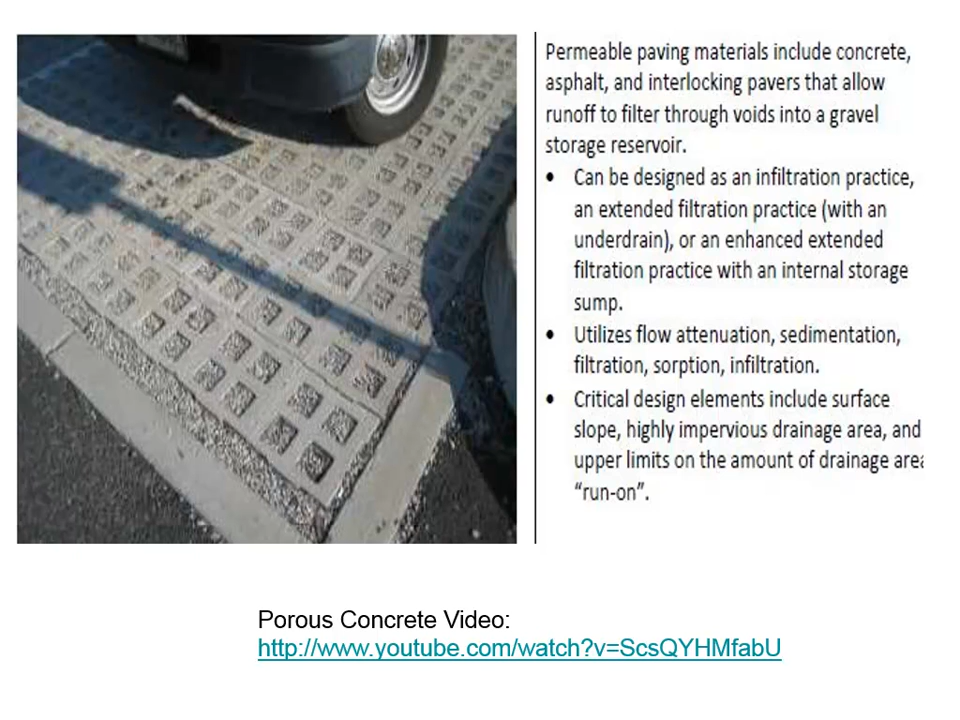 Permeable paving materials include concrete,
asphalt, and interlocking pavers that allow
runoff to filter through voids into a gravel
storage reservoir.
• Can be designed as an infiltration practice,
an extended filtration practice (with an
underdrain), or an enhanced extended
filtration practice with an internal storage
sump.
• Utilizes flow attenuation, sedimentation,
filtration, sorption, infiltration.
• Critical design elements include surface
slope, highly impervious drainage area, and
upper limits on the amount of drainage area
“run-on”.
Porous Concrete Video:
http://www.youtube.com/watch?v=ScsQYHMfabU